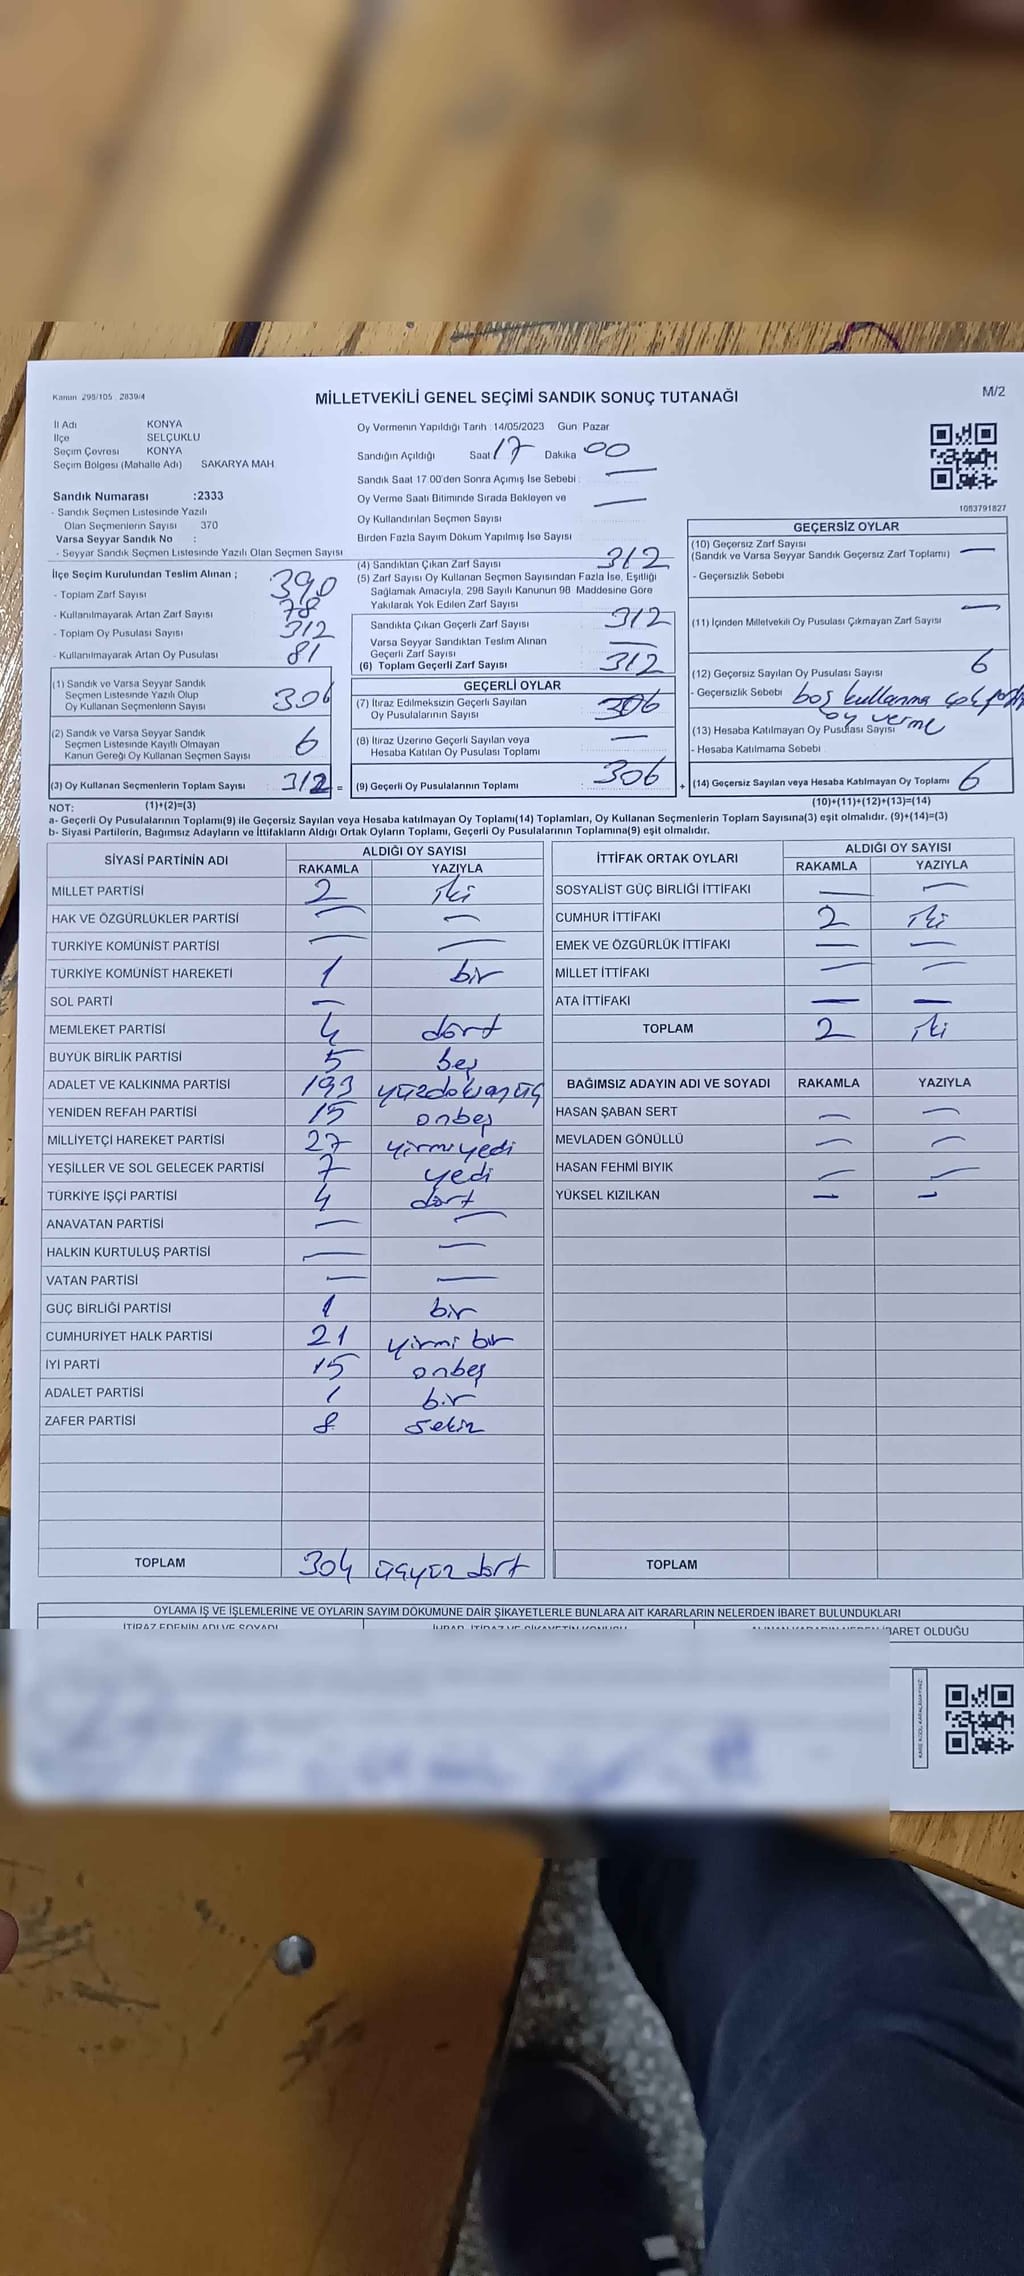 Kanun 298/105 2839/4
MİLLETVEKİLİ GENEL SEÇİMİ SANDIK SONUÇ TUTANAĞI
M/2
İl Adı KONYA
İlçe SELÇUKLU
Seçim Çevresi KONYA
Seçim Bölgesi (Mahalle Adı) SAKARYA MAH
Sandık Numarası :2333
- Sandık Seçmen Listesinde Yazılı
Olan Seçmenlerin Sayısı 370
Varsa Seyyar Sandık No :
- Seyyar Sandık Seçmen Listesinde Yazılı Olan Seçmen Sayısı
Oy Vermenin Yapıldığı Tarih 14/05/2023 Gün Pazar
Sandığın Açıldığı Saat 17 Dakika 00
Sandık Saat 17:00'den Sonra Açımış İse Sebebi : —
Oy Verme Saati Bitiminde Sırada Bekleyen ve —
Oy Kullandırılan Seçmen Sayısı
Birden Fazla Sayım Döküm Yapılmış İse Sayısı
1083791827
İlçe Seçim Kurulundan Teslim Alınan ;
- Toplam Zarf Sayısı 390
- Kullanılmayarak Artan Zarf Sayısı 78
- Toplam Oy Pusulası Sayısı 312
- Kullanılmayarak Artan Oy Pusulası 81
(1) Sandık ve Varsa Seyyar Sandık
Seçmen Listesinde Yazılı Olup
Oy Kullanan Seçmenlerin Sayısı 306
(2) Sandık ve Varsa Seyyar Sandık
Seçmen Listesinde Kayıtlı Olmayan
Kanun Gereği Oy Kullanan Seçmen Sayısı 6
(3) Oy Kullanan Seçmenlerin Toplam Sayısı : 312 =
(4) Sandıktan Çıkan Zarf Sayısı 312
(5) Zarf Sayısı Oy Kullanan Seçmen Sayısından Fazla İse, Eşitliği
Sağlamak Amacıyla, 298 Sayılı Kanunun 98 Maddesine Göre
Yakılarak Yok Edilen Zarf Sayısı
Sandıkta Çıkan Geçerli Zarf Sayısı 312
Varsa Seyyar Sandıktan Teslim Alınan
Geçerli Zarf Sayısı —
(6) Toplam Geçerli Zarf Sayısı 312
GEÇERLİ OYLAR
(7) İtiraz Edilmeksizin Geçerli Sayılan
Oy Pusulalarının Sayısı 306
(8) İtiraz Üzerine Geçerli Sayılan veya
Hesaba Katılan Oy Pusulası Toplamı —
(9) Geçerli Oy Pusulalarının Toplamı : 306 +
GEÇERSİZ OYLAR
(10) Geçersiz Zarf Sayısı
(Sandık ve Varsa Seyyar Sandık Geçersiz Zarf Toplamı) —
- Geçersizlik Sebebi
(11) İçinden Milletvekili Oy Pusulası Çıkmayan Zarf Sayısı —
(12) Geçersiz Sayılan Oy Pusulası Sayısı 6
- Geçersizlik Sebebi boş kullanma çok
oy verme
(13) Hesaba Katılmayan Oy Pusulası Sayısı
- Hesaba Katılmama Sebebi
(14) Geçersiz Sayılan veya Hesaba Katılmayan Oy Toplamı 6
NOT: (1)+(2)=(3)
(10)+(11)+(12)+(13)=(14)
a- Geçerli Oy Pusulalarının Toplamı(9) ile Geçersiz Sayılan veya Hesaba katılmayan Oy Toplamı(14) Toplamları, Oy Kullanan Seçmenlerin Toplam Sayısına(3) eşit olmalıdır. (9)+(14)=(3)
b- Siyasi Partilerin, Bağımsız Adayların ve İttifakların Aldığı Ortak Oyların Toplamı, Geçerli Oy Pusulalarının Toplamına(9) eşit olmalıdır.
SİYASİ PARTİNİN ADI ALDIĞI OY SAYISI
RAKAMLA YAZIYLA
MİLLET PARTİSİ 2 iki
HAK VE ÖZGÜRLÜKLER PARTİSİ — —
TÜRKİYE KOMÜNİST PARTİSİ — —
TÜRKİYE KOMÜNİST HAREKETİ 1 bir
SOL PARTİ —
MEMLEKET PARTİSİ 4 dört
BÜYÜK BİRLİK PARTİSİ 5 beş
ADALET VE KALKINMA PARTİSİ 193 yüzdoksanüç
YENİDEN REFAH PARTİSİ 15 onbeş
MİLLİYETÇİ HAREKET PARTİSİ 27 yirmiyedi
YEŞİLLER VE SOL GELECEK PARTİSİ 7 yedi
TÜRKİYE İŞÇİ PARTİSİ 4 dört
ANAVATAN PARTİSİ — —
HALKIN KURTULUŞ PARTİSİ — —
VATAN PARTİSİ — —
GÜÇ BİRLİĞİ PARTİSİ 1 bir
CUMHURİYET HALK PARTİSİ 21 yirmi bir
İYİ PARTİ 15 onbeş
ADALET PARTİSİ 1 bir
ZAFER PARTİSİ 8 sekiz
TOPLAM 304 üçyüz dört
İTTİFAK ORTAK OYLARI ALDIĞI OY SAYISI
RAKAMLA YAZIYLA
SOSYALİST GÜÇ BİRLİĞİ İTTİFAKI — —
CUMHUR İTTİFAKI 2 iki
EMEK VE ÖZGÜRLÜK İTTİFAKI — —
MİLLET İTTİFAKI — —
ATA İTTİFAKI — —
TOPLAM 2 iki
BAĞIMSIZ ADAYIN ADI VE SOYADI RAKAMLA YAZIYLA
HASAN ŞABAN SERT — —
MEVLADEN GÖNÜLLÜ — —
HASAN FEHMİ BIYIK — —
YÜKSEL KIZILKAN — —
TOPLAM
OYLAMA İŞ VE İŞLEMLERİNE VE OYLARIN SAYIM DÖKÜMÜNE DAİR ŞİKAYETLERLE BUNLARA AİT KARARLARIN NELERDEN İBARET BULUNDUKLARI
İTİRAZ EDENİN ADI VE SOYADI
İBARET OLDUĞU